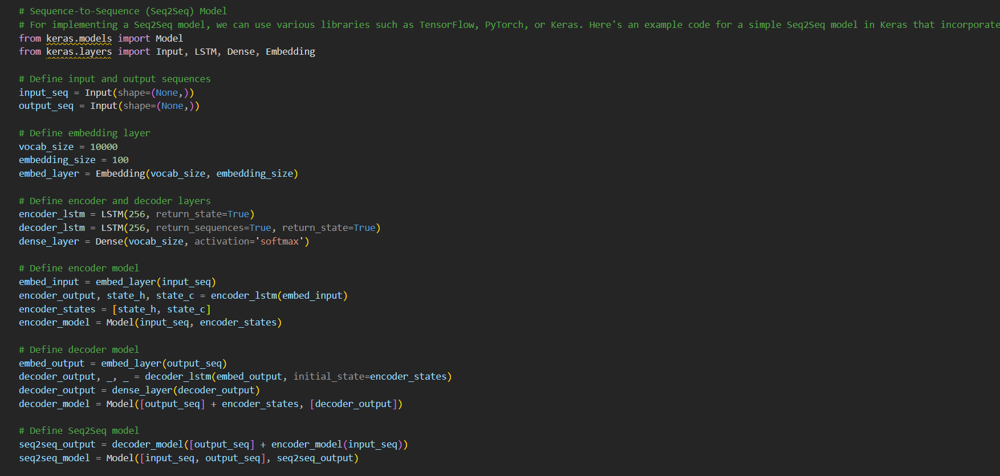 # Sequence-to-Sequence (Seq2Seq) Model
# For implementing a Seq2Seq model, we can use various libraries such as TensorFlow, PyTorch, or Keras. Here's an example code for a simple Seq2Seq model in Keras that incorporate
from keras.models import Model
from keras.layers import Input, LSTM, Dense, Embedding
# Define input and output sequences
input_seq = Input(shape=(None,))
output_seq = Input(shape=(None,))
# Define embedding layer
vocab_size = 10000
embedding_size = 100
embed_layer = Embedding(vocab_size, embedding_size)
# Define encoder and decoder layers
encoder_lstm = LSTM(256, return_state=True)
decoder_lstm = LSTM(256, return_sequences=True, return_state=True)
dense_layer = Dense(vocab_size, activation='softmax')
# Define encoder model
embed_input = embed_layer(input_seq)
encoder_output, state_h, state_c = encoder_lstm(embed_input)
encoder_states = [state_h, state_c]
encoder_model = Model(input_seq, encoder_states)
# Define decoder model
embed_output = embed_layer(output_seq)
decoder_output, _, _ = decoder_lstm(embed_output, initial_state=encoder_states)
decoder_output = dense_layer(decoder_output)
decoder_model = Model([output_seq] + encoder_states, [decoder_output])
# Define Seq2Seq model
seq2seq_output = decoder_model([output_seq] + encoder_model(input_seq))
seq2seq_model = Model([input_seq, output_seq], seq2seq_output)